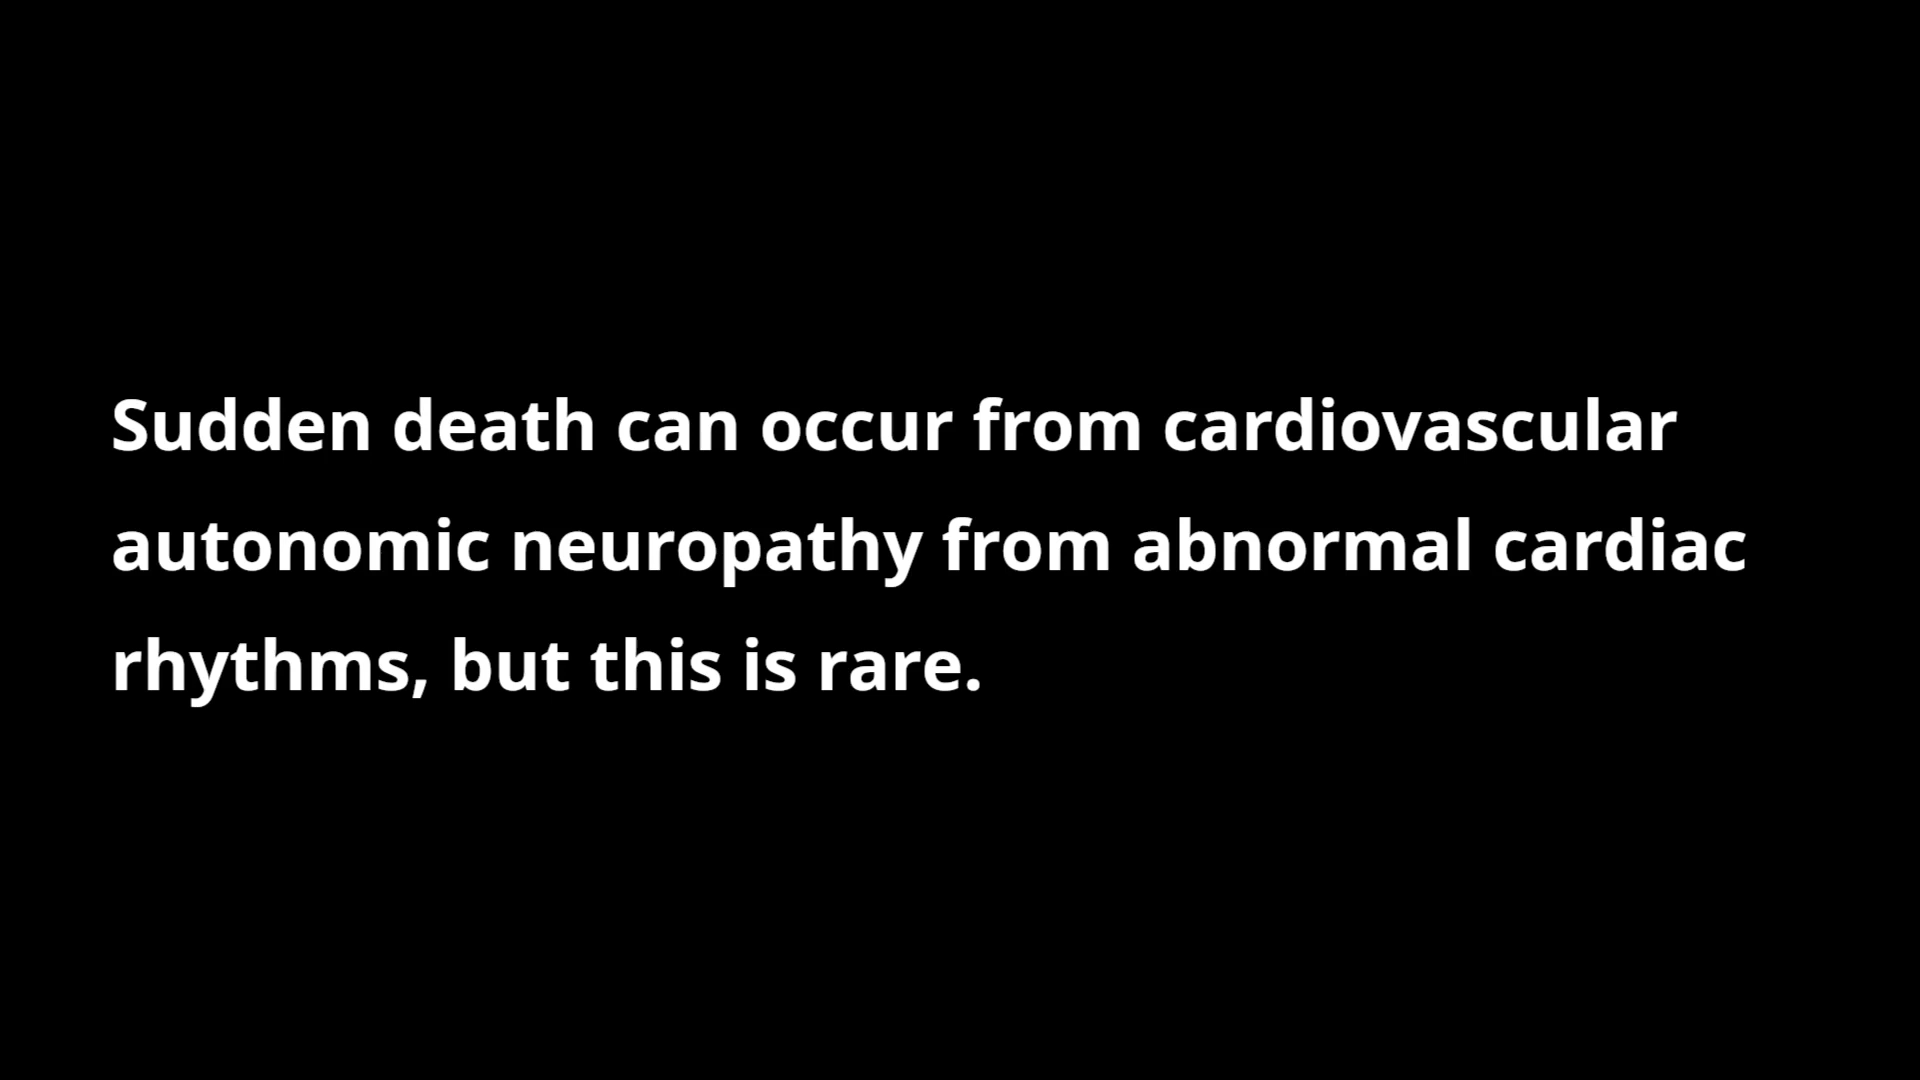 Sudden death can occur from cardiovascular
autonomic neuropathy from abnormal cardiac
rhythms, but this is rare.